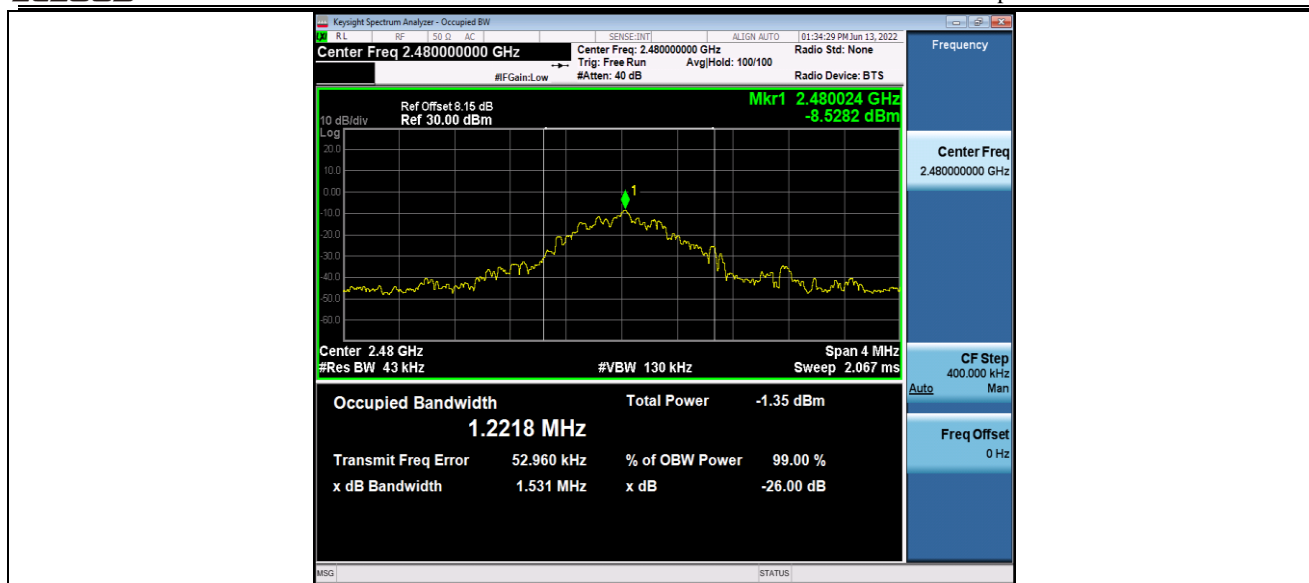 Keysight Spectrum Analyzer - Occupied BW
RL RF 50 Ω AC SENSE:INT ALIGN AUTO 01:34:29 PM Jun 13, 2022
Center Freq 2.480000000 GHz
Center Freq: 2.480000000 GHz Radio Std: None
Trig: Free Run Avg|Hold: 100/100
#IFGain:Low #Atten: 40 dB Radio Device: BTS
Frequency
Mkr1 2.480024 GHz
-8.5282 dBm
Ref Offset 8.15 dB
10 dB/div Ref 30.00 dBm
Log
20.0
10.0
0.00
-10.0
-20.0
-30.0
-40.0
-50.0
-60.0
1
Center 2.48 GHz Span 4 MHz
#Res BW 43 kHz #VBW 130 kHz Sweep 2.067 ms
Occupied Bandwidth Total Power -1.35 dBm
1.2218 MHz
Transmit Freq Error 52.960 kHz % of OBW Power 99.00 %
x dB Bandwidth 1.531 MHz x dB -26.00 dB
Center Freq
2.480000000 GHz
CF Step
400.000 kHz
Auto Man
Freq Offset
0 Hz
MSG STATUS